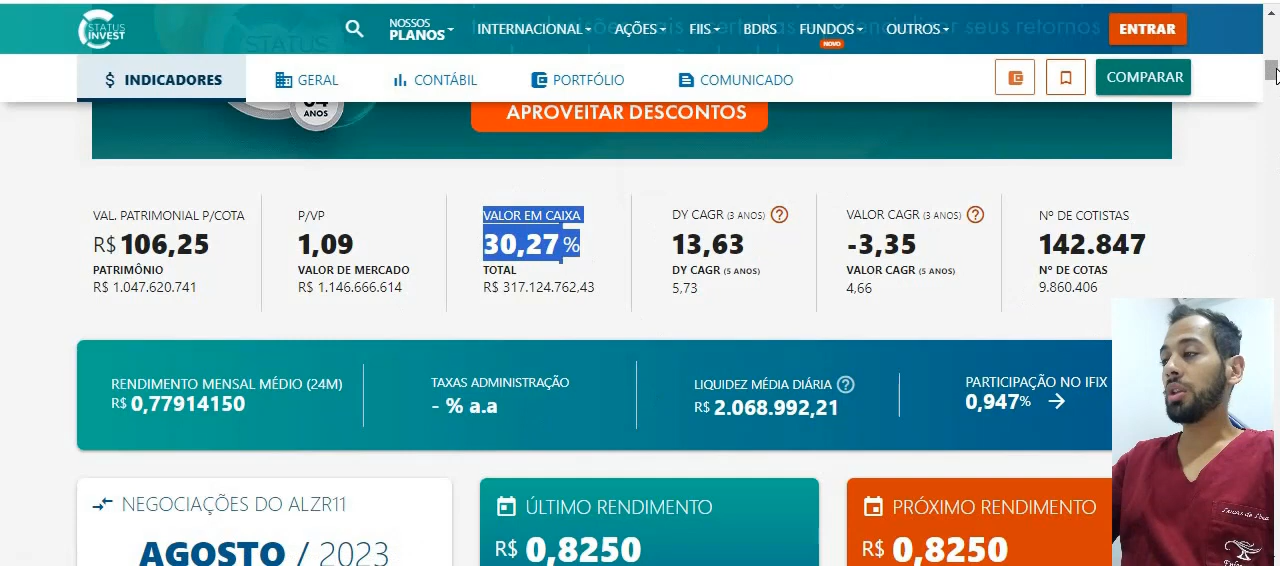 STATUS
INVEST
NOSSOS
PLANOS
INTERNACIONAL
AÇÕES
FIIS
BDRS
FUNDOS
NOVO
OUTROS
ENTRAR
seus retornos
STATUS
INDICADORES
GERAL
CONTÁBIL
PORTFÓLIO
COMUNICADO
COMPARAR
ANOS
APROVEITAR DESCONTOS
VAL. PATRIMONIAL P/COTA
R$ 106,25
PATRIMÔNIO
R$ 1.047.620.741
P/VP
1,09
VALOR DE MERCADO
R$ 1.146.666.614
VALOR EM CAIXA
30,27 %
TOTAL
R$ 317.124.762,43
DY CAGR (3 ANOS) ?
13,63
DY CAGR (5 ANOS)
5,73
VALOR CAGR (3 ANOS) ?
-3,35
VALOR CAGR (5 ANOS)
4,66
Nº DE COTISTAS
142.847
Nº DE COTAS
9.860.406
RENDIMENTO MENSAL MÉDIO (24M)
R$ 0,77914150
TAXAS ADMINISTRAÇÃO
- % a.a
LIQUIDEZ MÉDIA DIÁRIA ?
R$ 2.068.992,21
PARTICIPAÇÃO NO IFIX
0,947%
NEGOCIAÇÕES DO ALZR11
AGOSTO / 2023
ÚLTIMO RENDIMENTO
R$ 0,8250
PRÓXIMO RENDIMENTO
R$ 0,8250